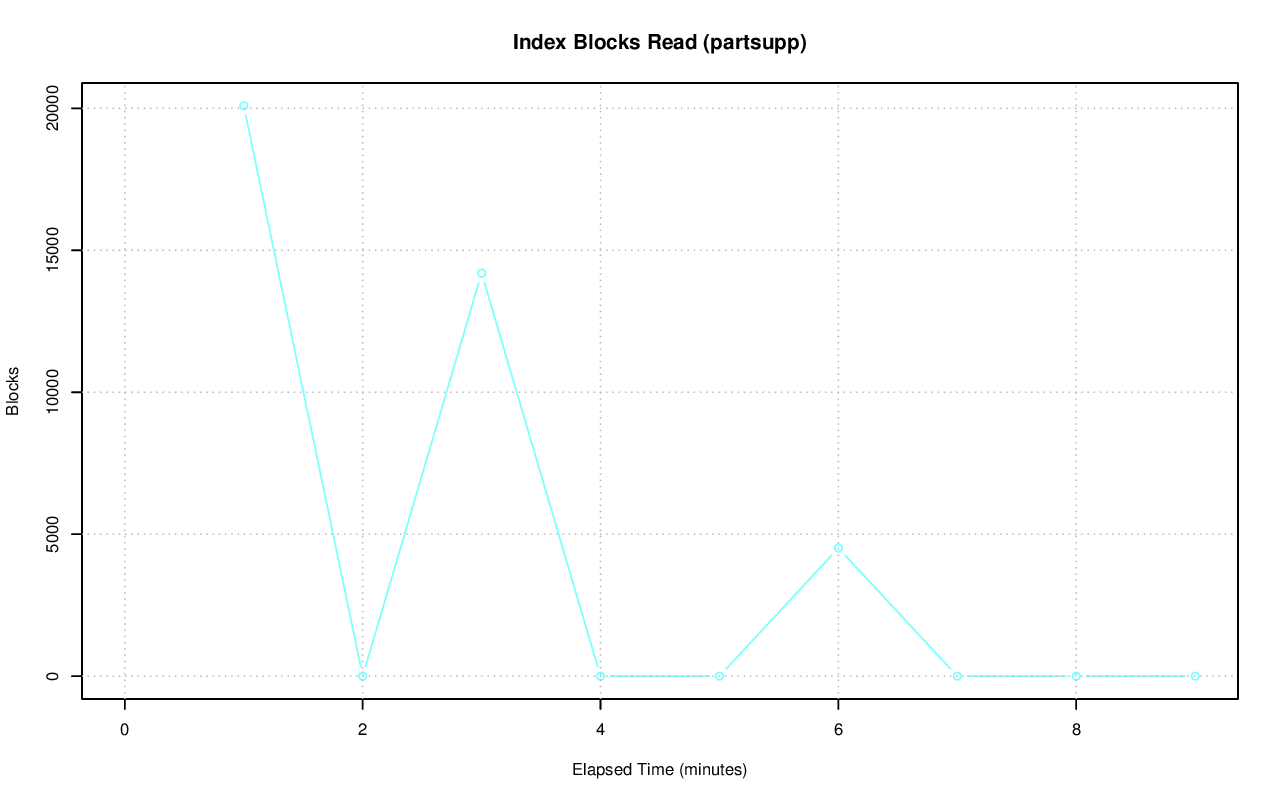 Index Blocks Read (partsupp)
Blocks
20000
15000
10000
5000
0
0 2 4 6 8
Elapsed Time (minutes)